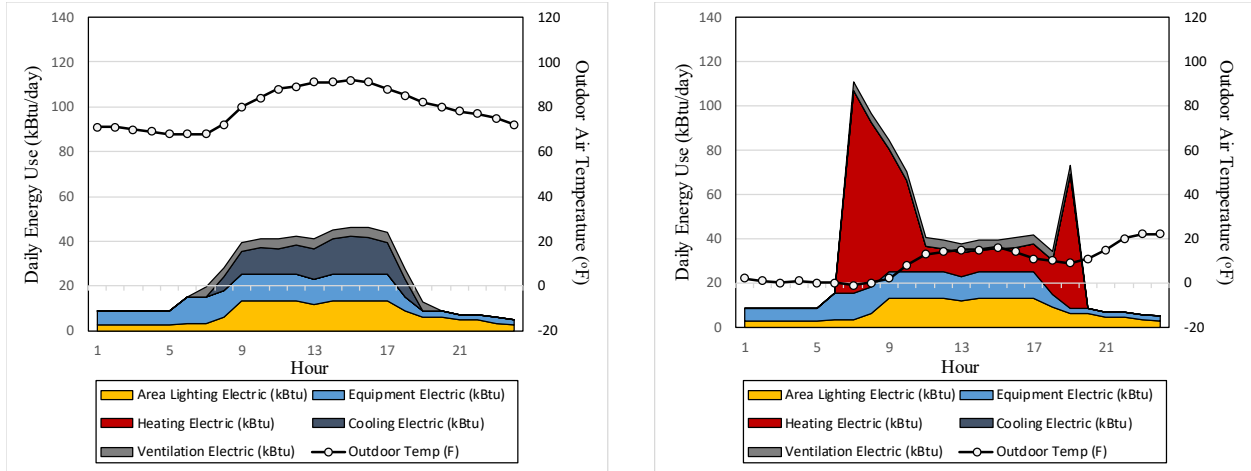 140
120
100
80
60
40
20
0
Daily Energy Use (kBtu/day)
120
100
80
60
40
20
0
-20
Outdoor Air Temperature (°F)
1 5 9 13 17 21
Hour
Area Lighting Electric (kBtu) Equipment Electric (kBtu)
Heating Electric (kBtu) Cooling Electric (kBtu)
Ventilation Electric (kBtu) Outdoor Temp (F)
140
120
100
80
60
40
20
0
Daily Energy Use (kBtu/day)
120
100
80
60
40
20
0
-20
Outdoor Air Temperature (°F)
1 5 9 13 17 21
Hour
Area Lighting Electric (kBtu) Equipment Electric (kBtu)
Heating Electric (kBtu) Cooling Electric (kBtu)
Ventilation Electric (kBtu) Outdoor Temp (F)